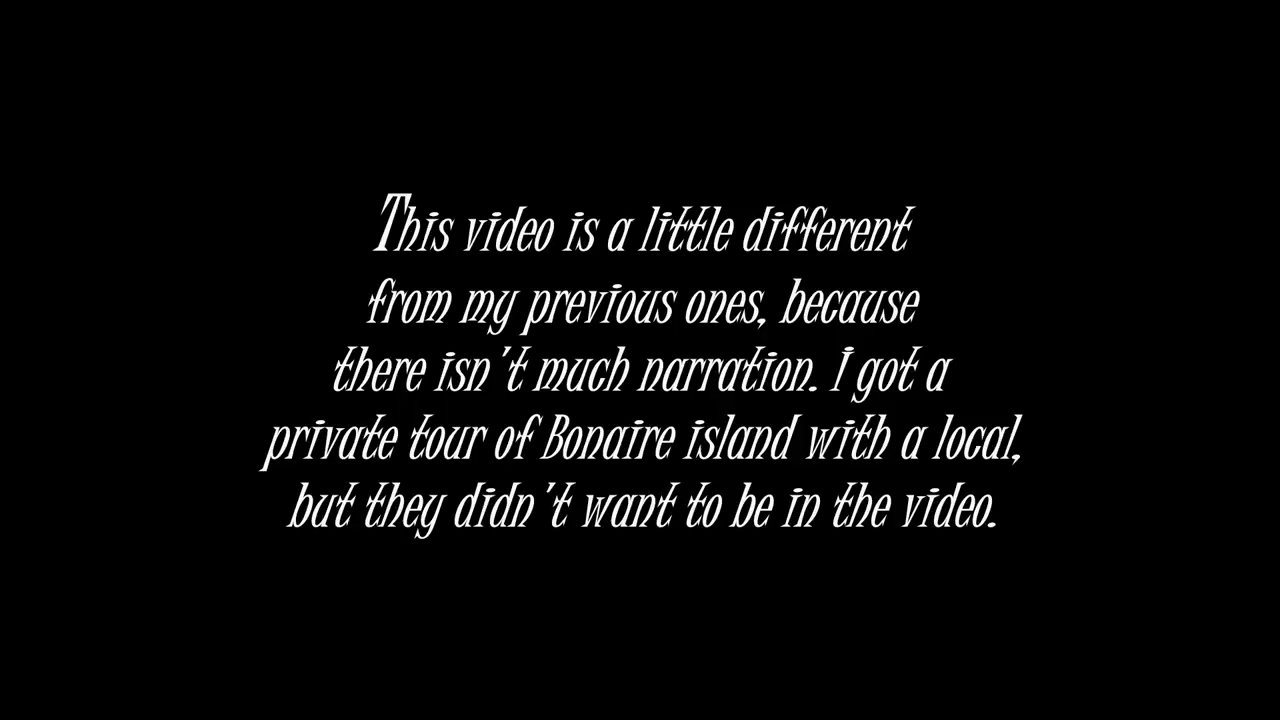 This video is a little different
from my previous ones, because
there isn't much narration. I got a
private tour of Bonaire island with a local,
but they didn't want to be in the video.